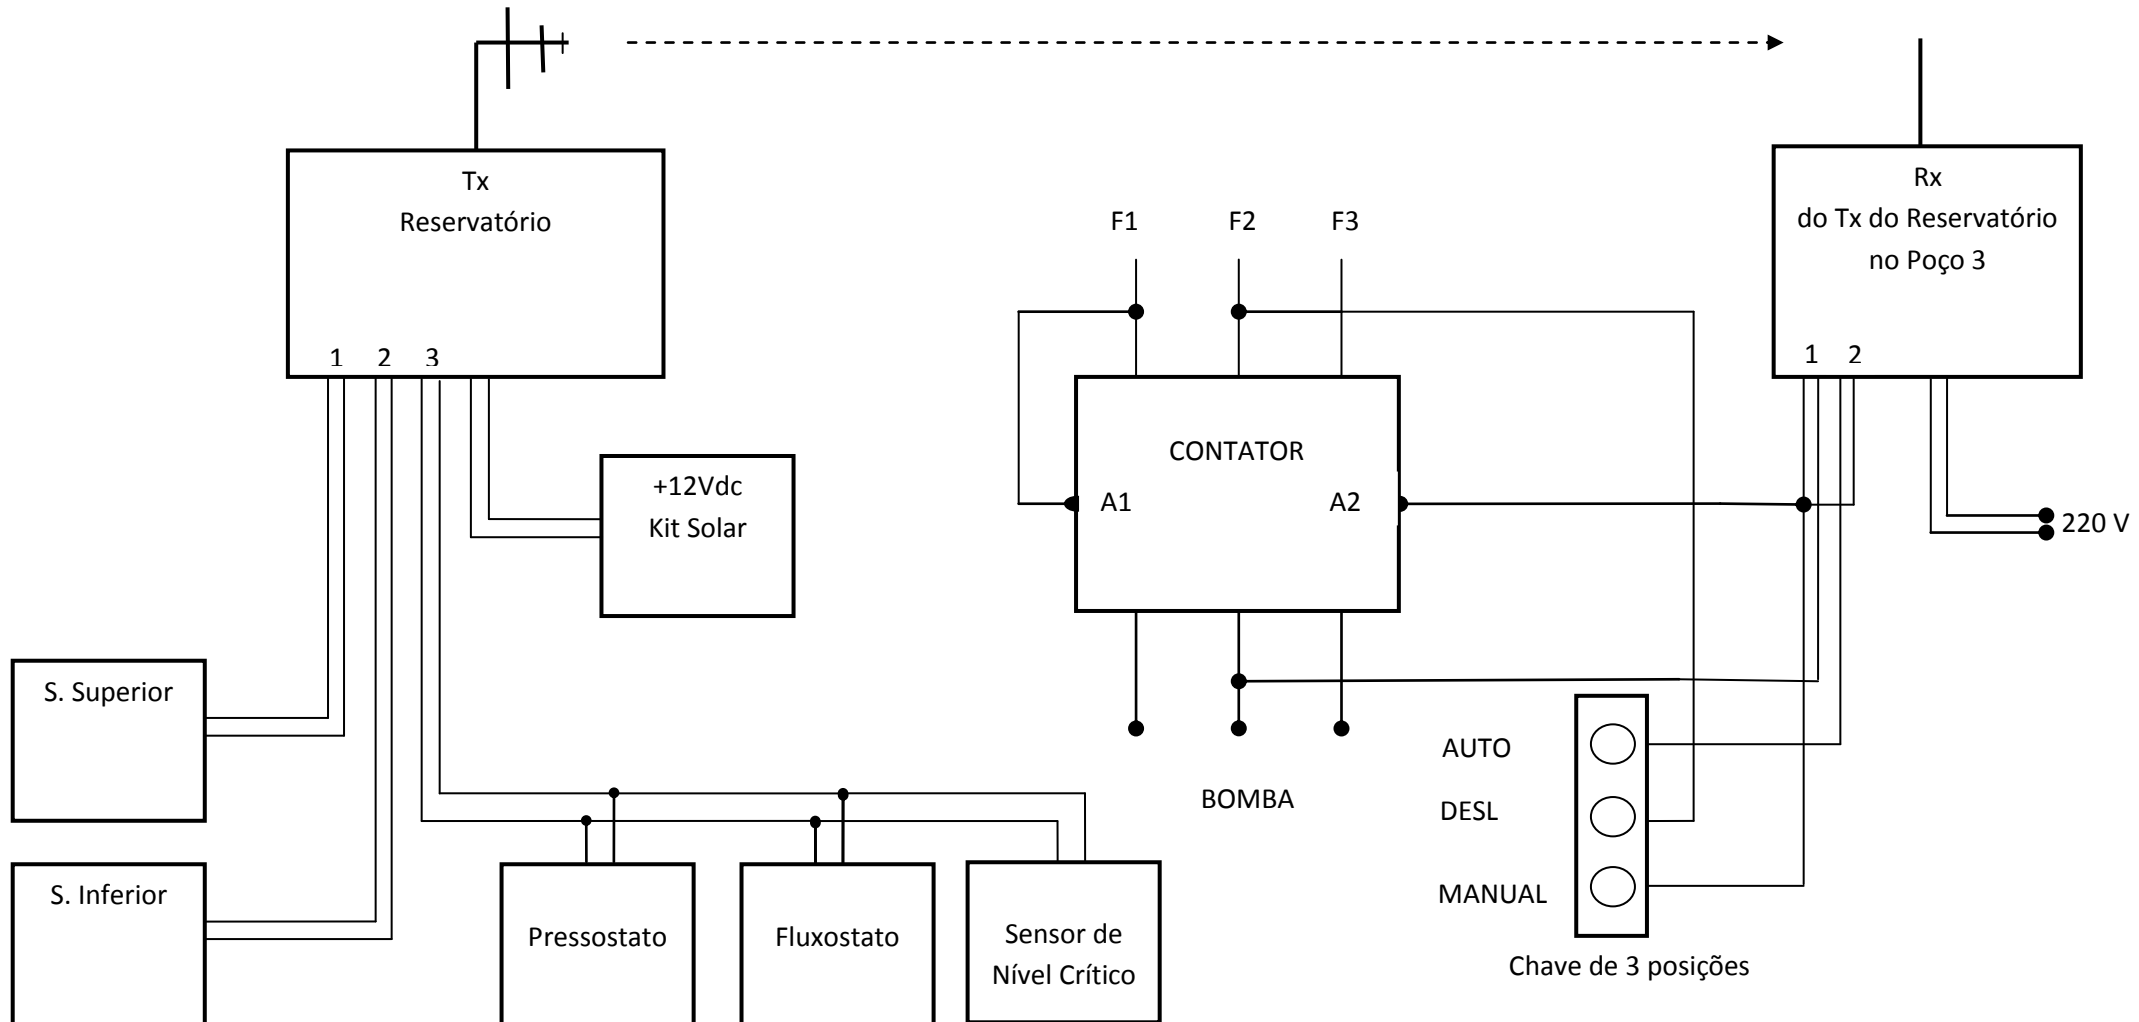 Tx
Reservatório
1 2 3
+12Vdc
Kit Solar
S. Superior
S. Inferior
Pressostato
Fluxostato
Sensor de
Nível Crítico
F1 F2 F3
CONTATOR
A1 A2
BOMBA
Rx
do Tx do Reservatório
no Poço 3
1 2
220 V
AUTO
DESL
MANUAL
Chave de 3 posições